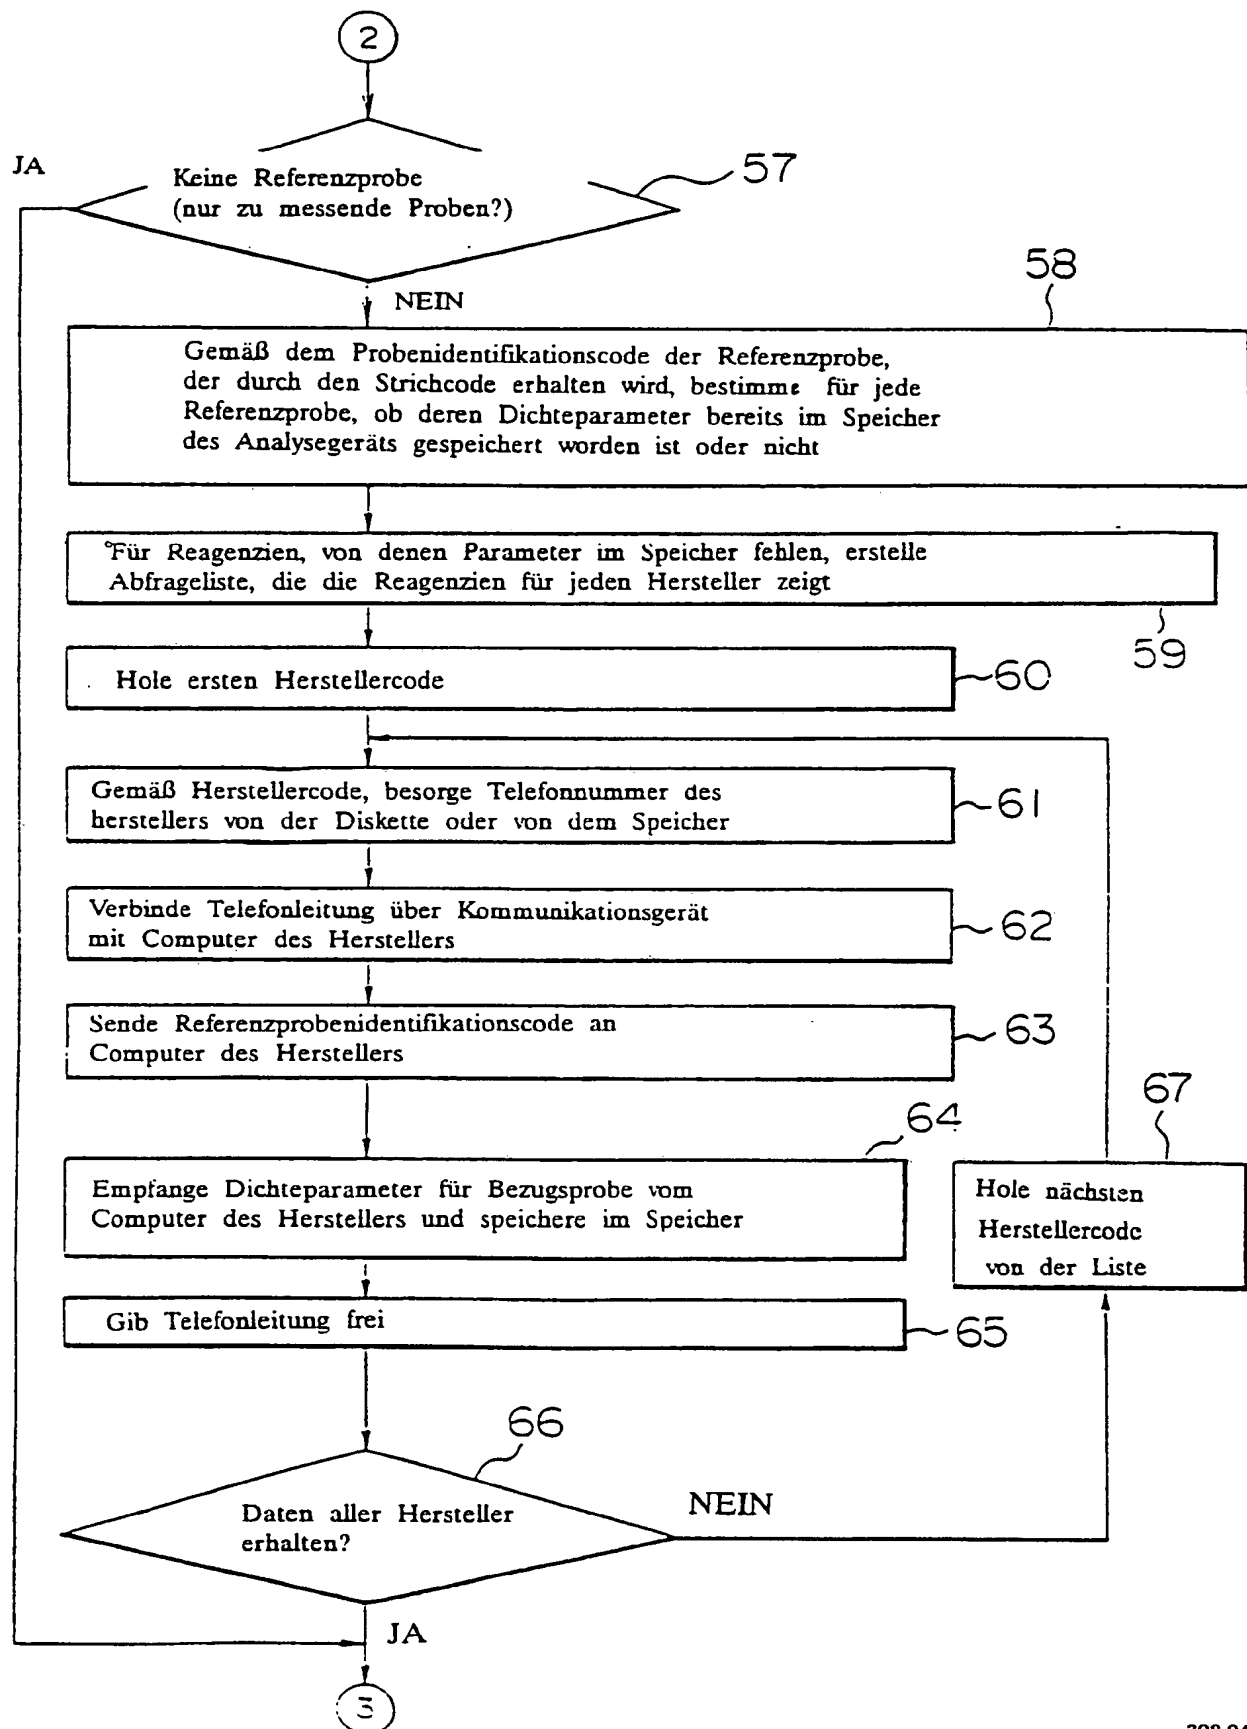 2
JA
Keine Referenzprobe
(nur zu messende Proben?)
57
NEIN
58
Gemäß dem Probenidentifikationscode der Referenzprobe,
der durch den Strichcode erhalten wird, bestimme für jede
Referenzprobe, ob deren Dichteparameter bereits im Speicher
des Analysegeräts gespeichert worden ist oder nicht
Für Reagenzien, von denen Parameter im Speicher fehlen, erstelle
Abfrageliste, die die Reagenzien für jeden Hersteller zeigt
59
Hole ersten Herstellercode
60
Gemäß Herstellercode, besorge Telefonnummer des
herstellers von der Diskette oder von dem Speicher
61
Verbinde Telefonleitung über Kommunikationsgerät
mit Computer des Herstellers
62
Sende Referenzprobenidentifikationscode an
Computer des Herstellers
63
64
Empfange Dichteparameter für Bezugsprobe vom
Computer des Herstellers und speichere im Speicher
67
Hole nächsten
Herstellercode
von der Liste
Gib Telefonleitung frei
65
66
Daten aller Hersteller
erhalten?
NEIN
JA
3